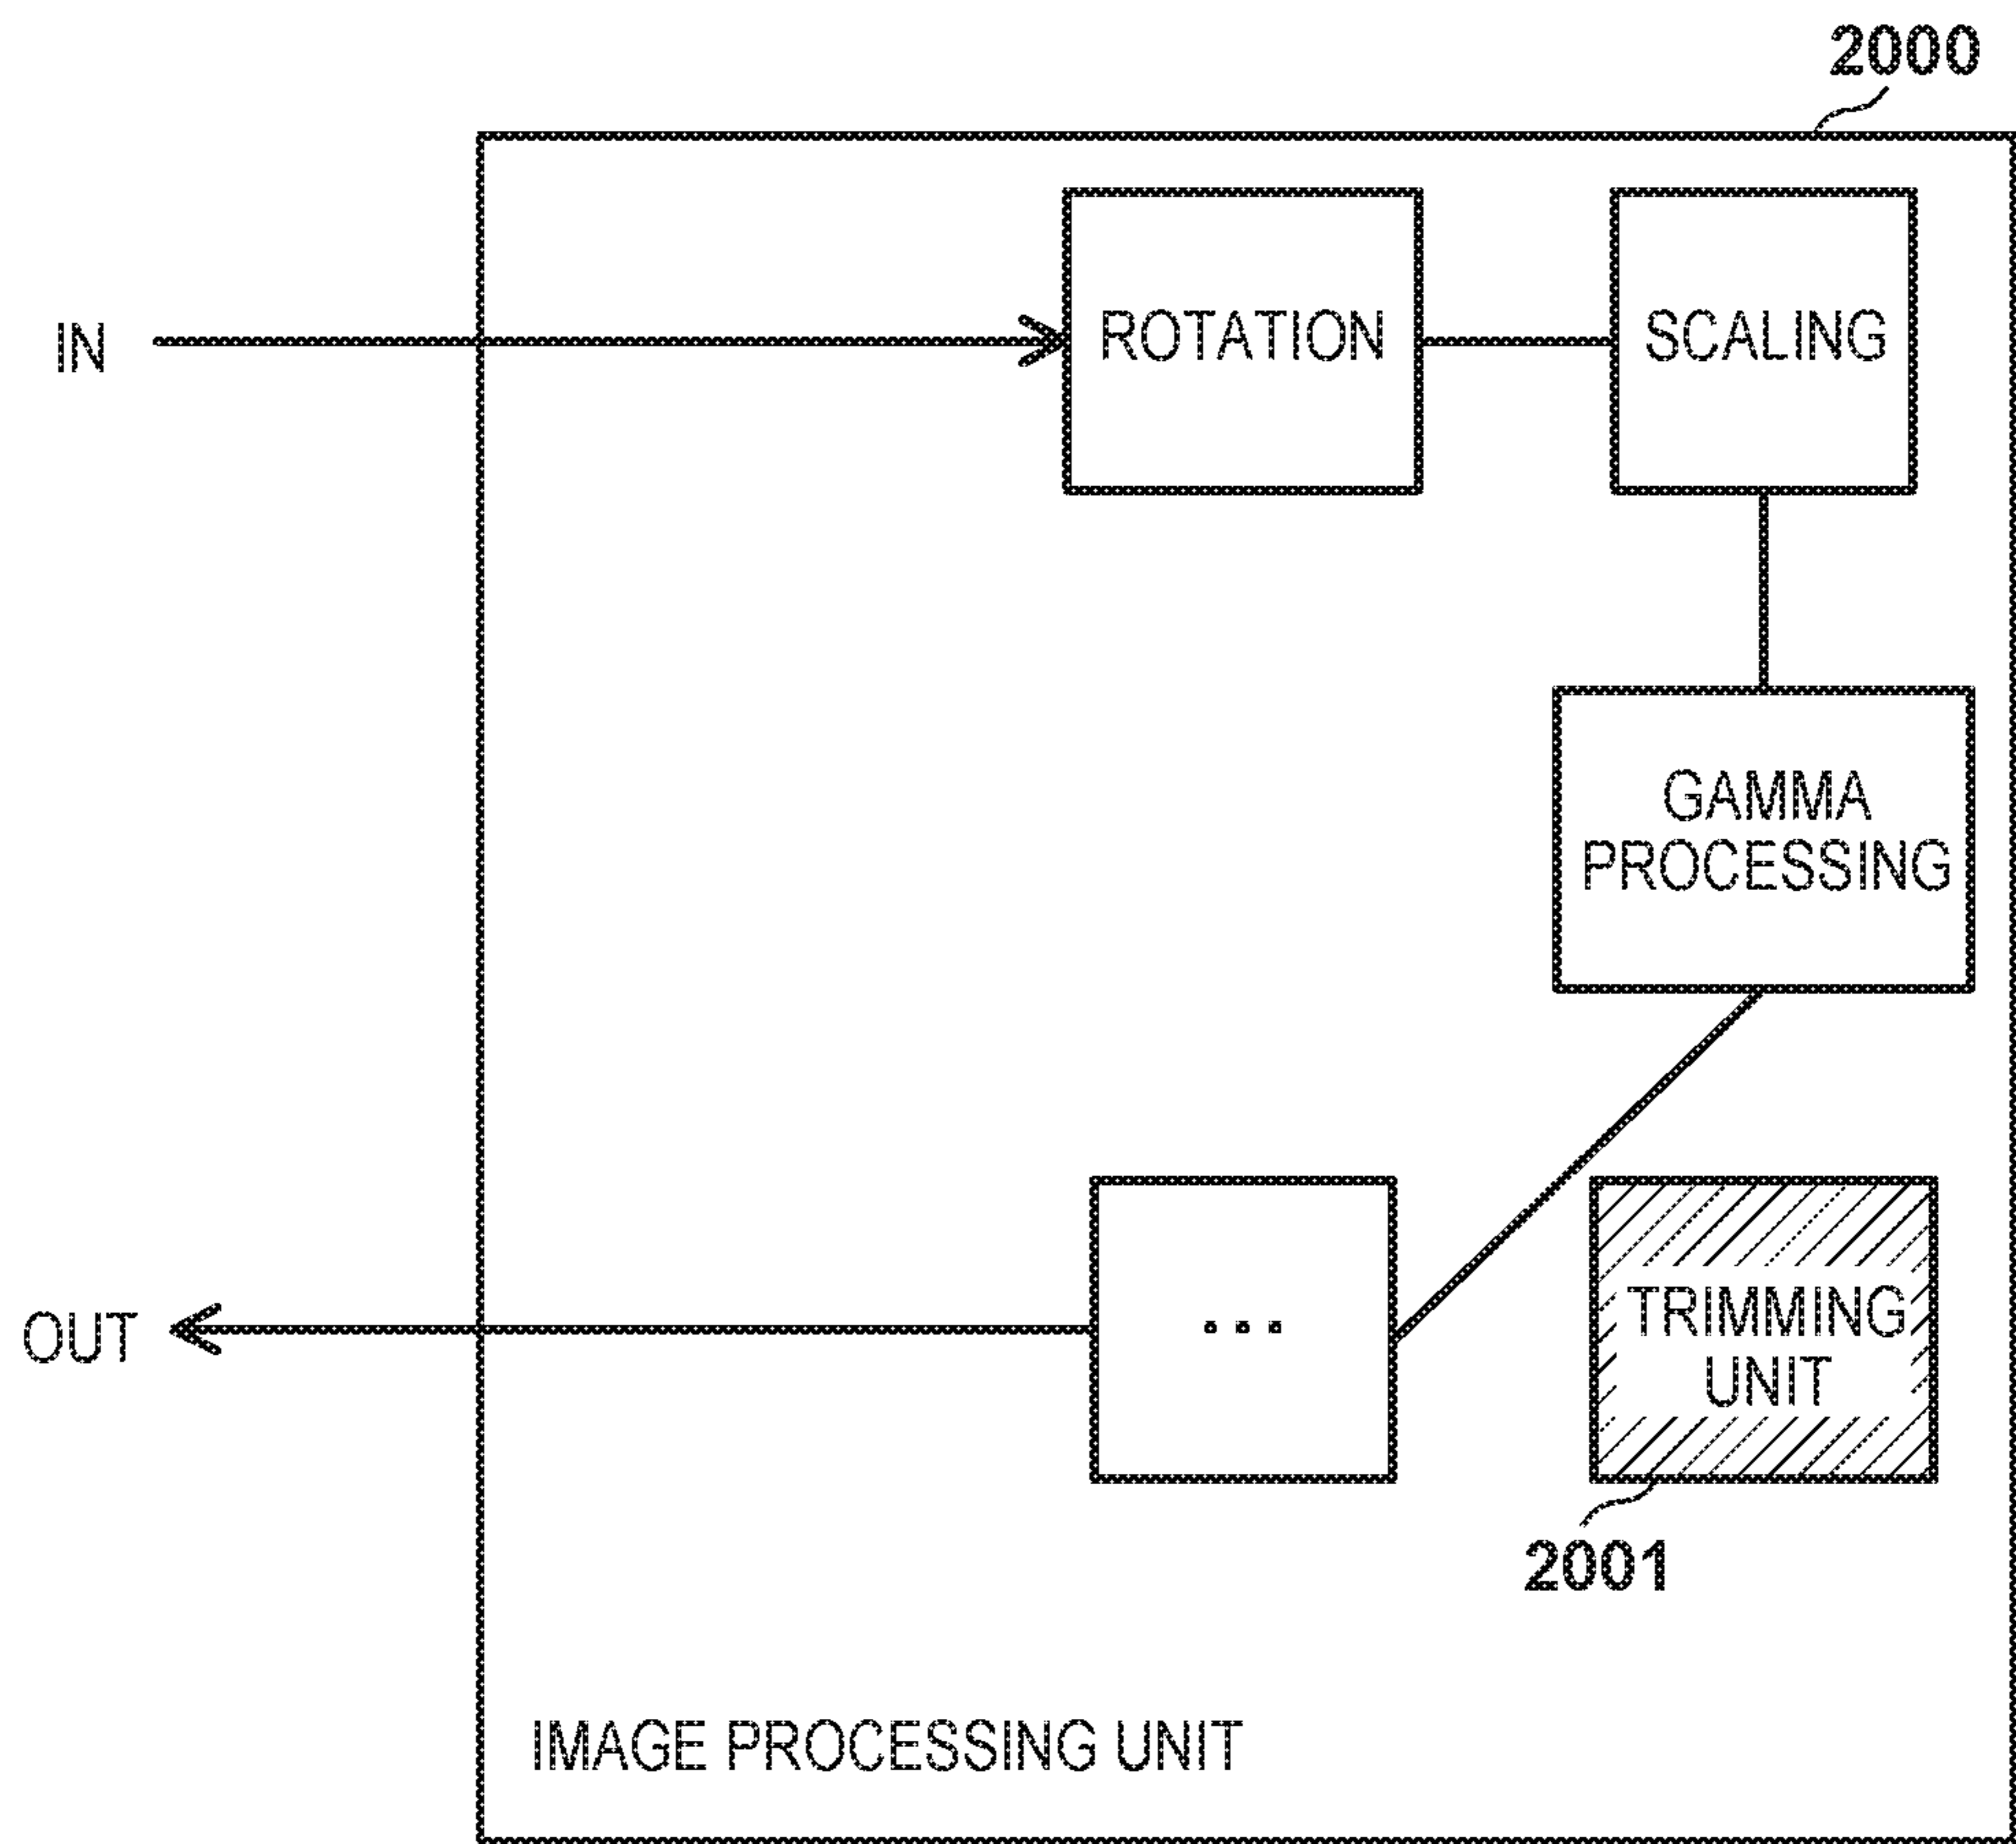 2000
IN
ROTATION
SCALING
GAMMA
PROCESSING
OUT
...
TRIMMING
UNIT
2001
IMAGE PROCESSING UNIT